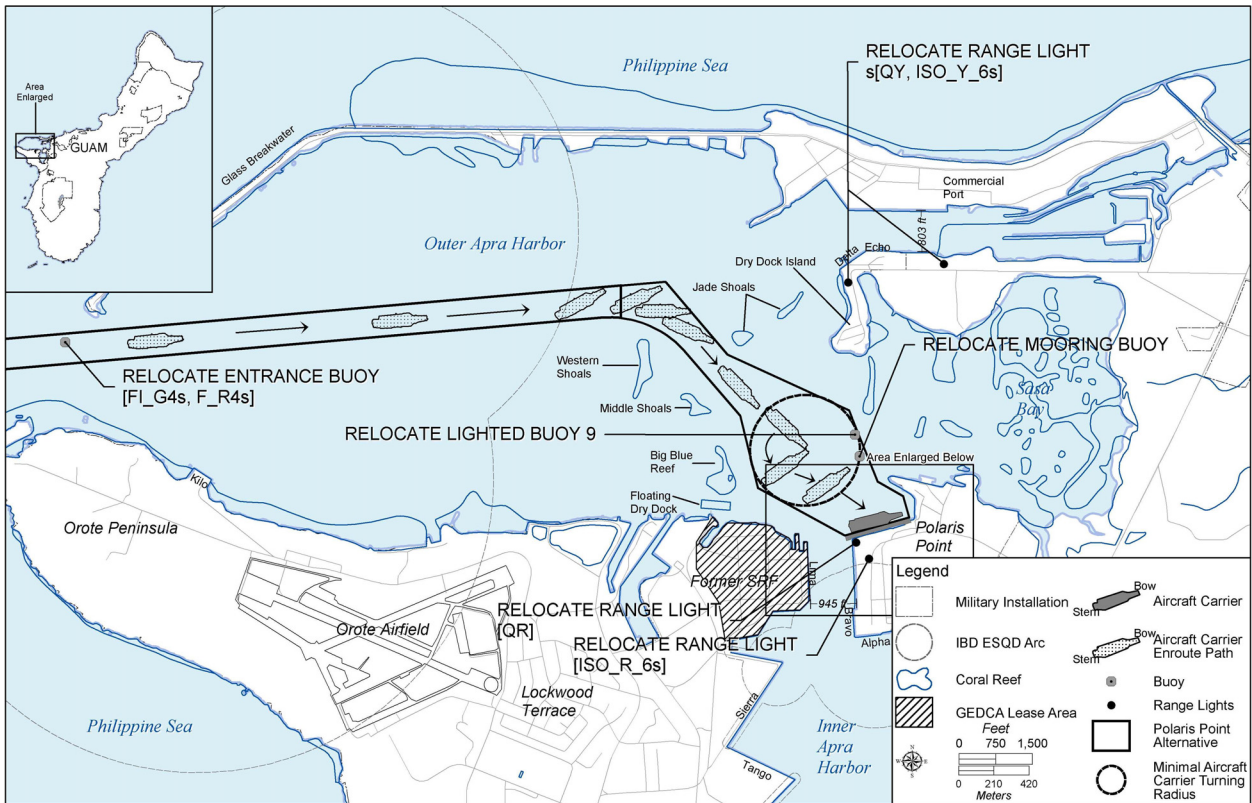 Area
Enlarged
GUAM
Philippine Sea
RELOCATE RANGE LIGHT
s[QY, ISO_Y_6s]
Glass Breakwater
Commercial
Port
803 ft
Outer Apra Harbor
Delta
Echo
Dry Dock Island
Jade Shoals
RELOCATE MOORING BUOY
RELOCATE ENTRANCE BUOY
[FI_G4s, F_R4s]
Western
Shoals
Sasa
Bay
Middle Shoals
RELOCATE LIGHTED BUOY 9
Area Enlarged Below
Big Blue
Reef
Kilo
Floating
Dry Dock
Orote Peninsula
Polaris
Point
Former SRF
Lima
945 ft
Bravo
Alpha
RELOCATE RANGE LIGHT
[QR]
Orote Airfield
RELOCATE RANGE LIGHT
[ISO_R_6s]
Lockwood
Terrace
Sierra
Philippine Sea
Inner
Apra
Harbor
Tango
Legend
Military Installation
IBD ESQD Arc
Coral Reef
GEDCA Lease Area
Feet
0 750 1,500
0 210 420
Meters
N
W E
S
Bow
Stern
Aircraft Carrier
Bow
Stern
Aircraft Carrier
Enroute Path
Buoy
Range Lights
Polaris Point
Alternative
Minimal Aircraft
Carrier Turning
Radius